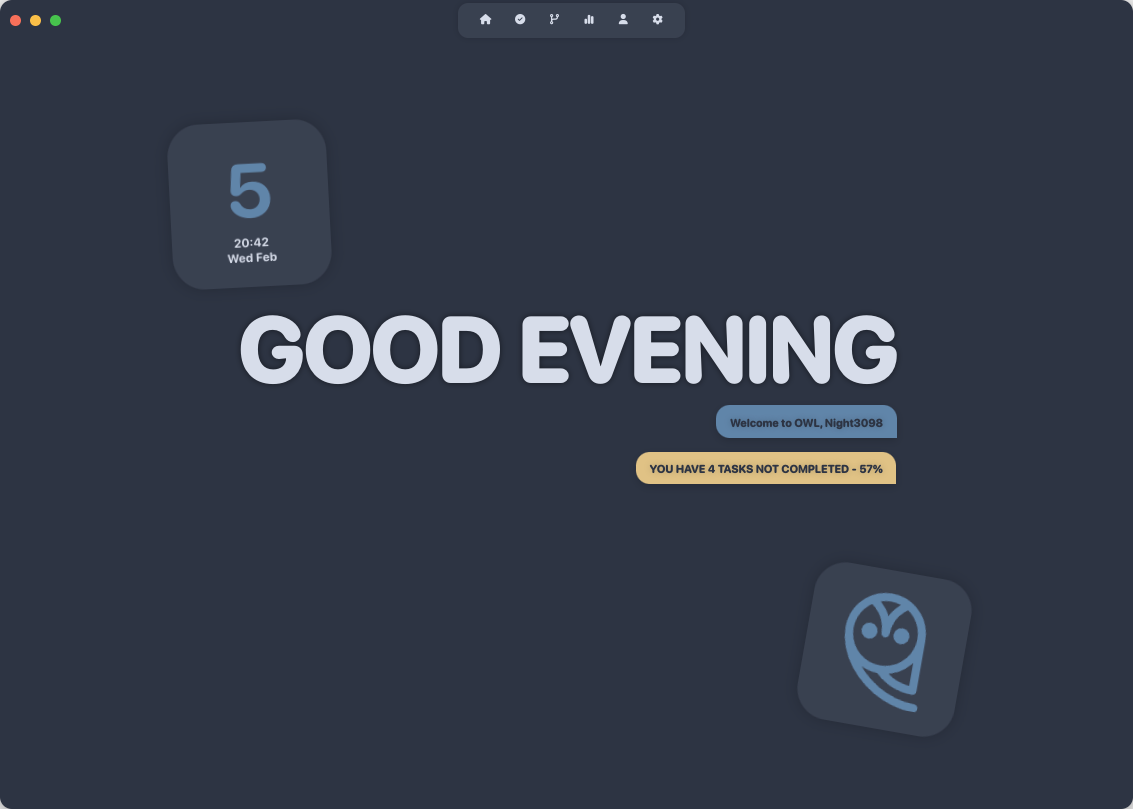 5
20:42
Wed Feb
GOOD EVENING
Welcome to OWL, Night3098
YOU HAVE 4 TASKS NOT COMPLETED - 57%